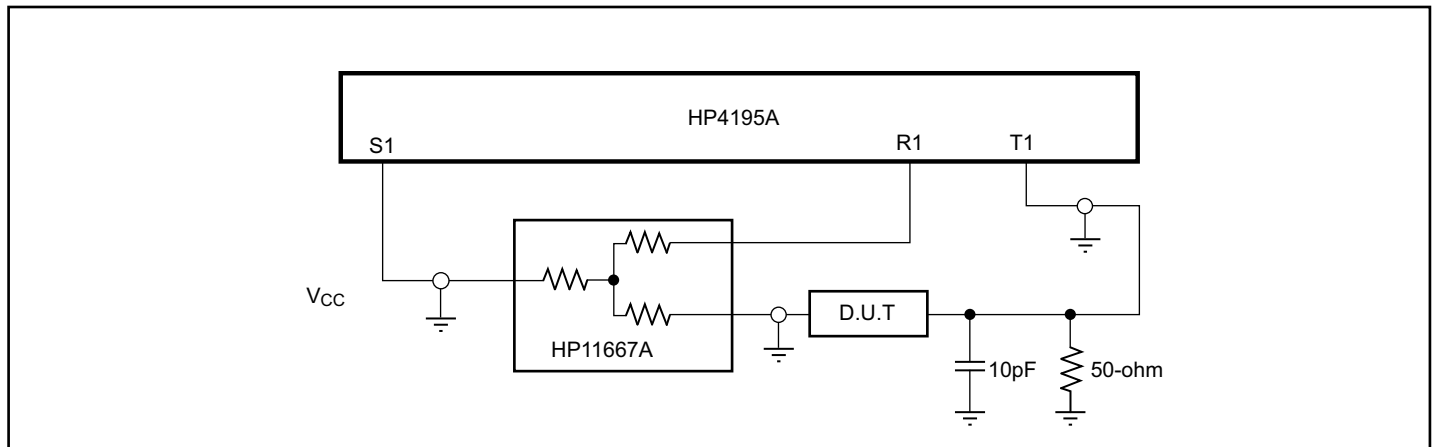 HP4195A
S1
R1
T1
VCC
HP11667A
D.U.T
10pF
50-ohm